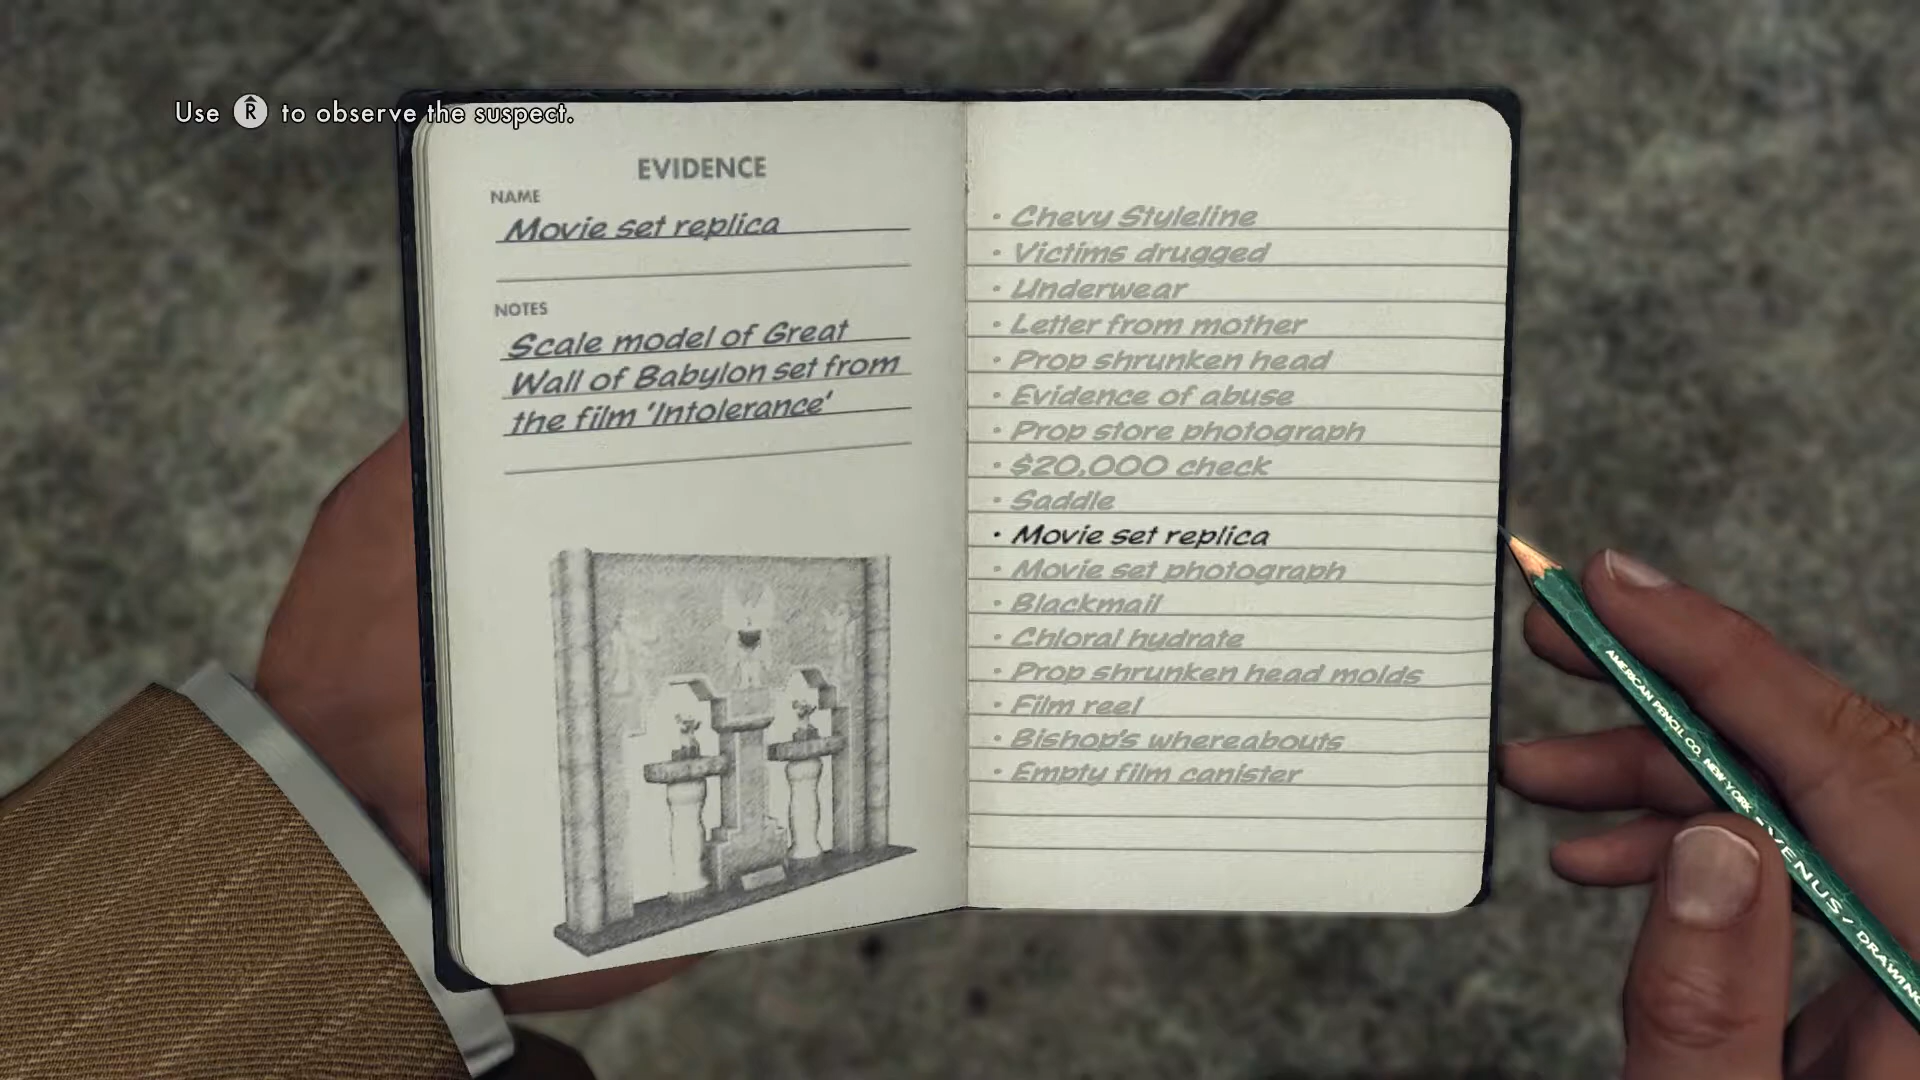 Use R to observe the suspect.
EVIDENCE
NAME
Movie set replica
NOTES
Scale model of Great
Wall of Babylon set from
the film 'Intolerance'
• Chevy Styleline
• Victims drugged
• Underwear
• Letter from mother
• Prop shrunken head
• Evidence of abuse
• Prop store photograph
• $20,000 check
• Saddle
• Movie set replica
• Movie set photograph
• Blackmail
• Chloral hydrate
• Prop shrunken head molds
• Film reel
• Bishop's whereabouts
• Empty film canister
AMERICAN PENCIL CO. NEW YORK VENUS DRAWING